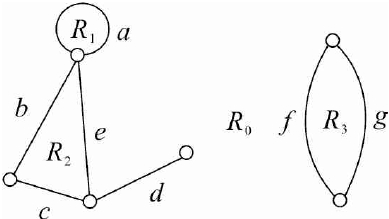 R₁ a
b
R₂ e
c
d
R₀ f R₃ g